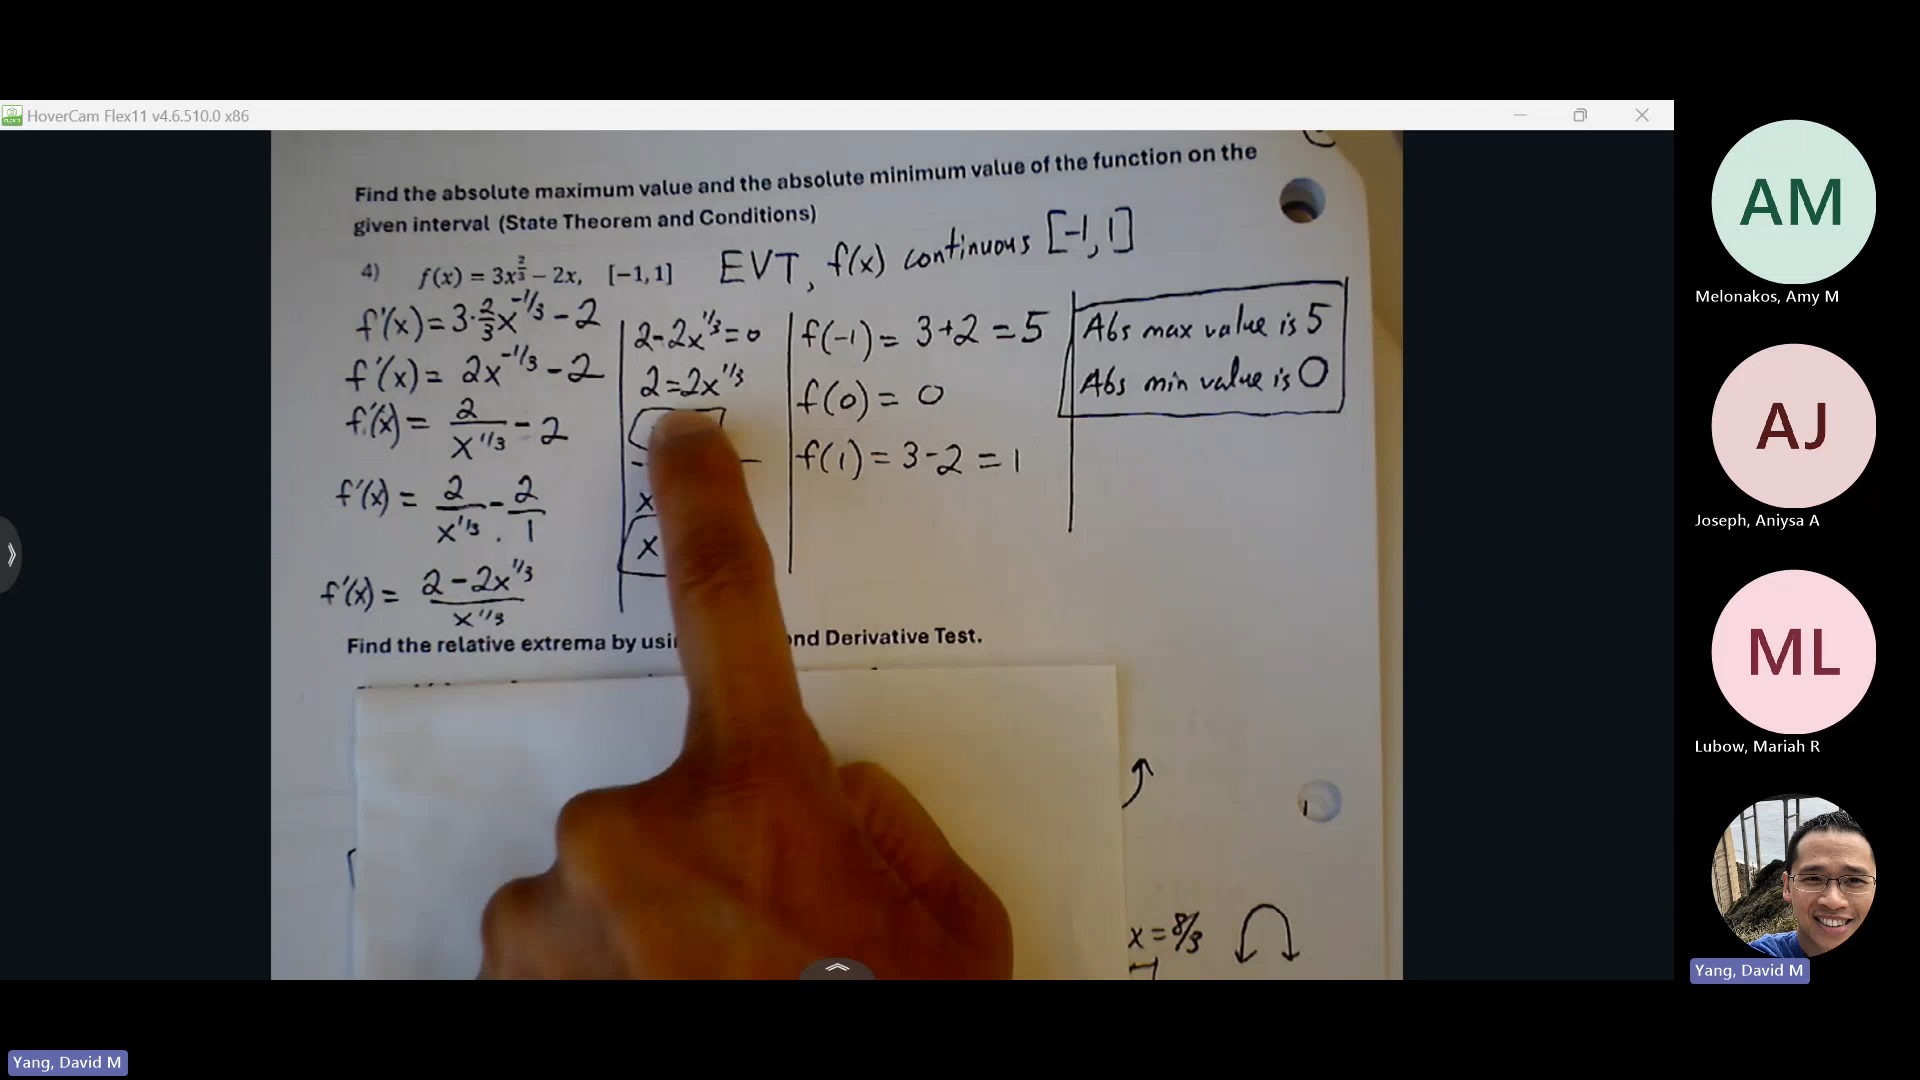 HoverCam Flex11 v4.6.510.0 x86
Find the absolute maximum value and the absolute minimum value of the function on the
given interval (State Theorem and Conditions)
EVT, f(x) continuous [-1, 1]
4) f(x) = 3x^{2/3} − 2x, [−1, 1]
f'(x) = 3·2/3 x^{-1/3} - 2
f'(x) = 2x^{-1/3} - 2
f'(x) = 2/x^{1/3} - 2
f'(x) = 2/x^{1/3} - 2/1
f'(x) = (2-2x^{1/3})/x^{1/3}
2-2x^{1/3} = 0
2=2x^{1/3}
x
x
f(-1) = 3+2 = 5
f(0) = 0
f(1) = 3-2 = 1
Abs max value is 5
Abs min value is 0
Find the relative extrema by usi nd Derivative Test.
x = 8/3
AM
Melonakos, Amy M
AJ
Joseph, Aniysa A
ML
Lubow, Mariah R
Yang, David M
Yang, David M